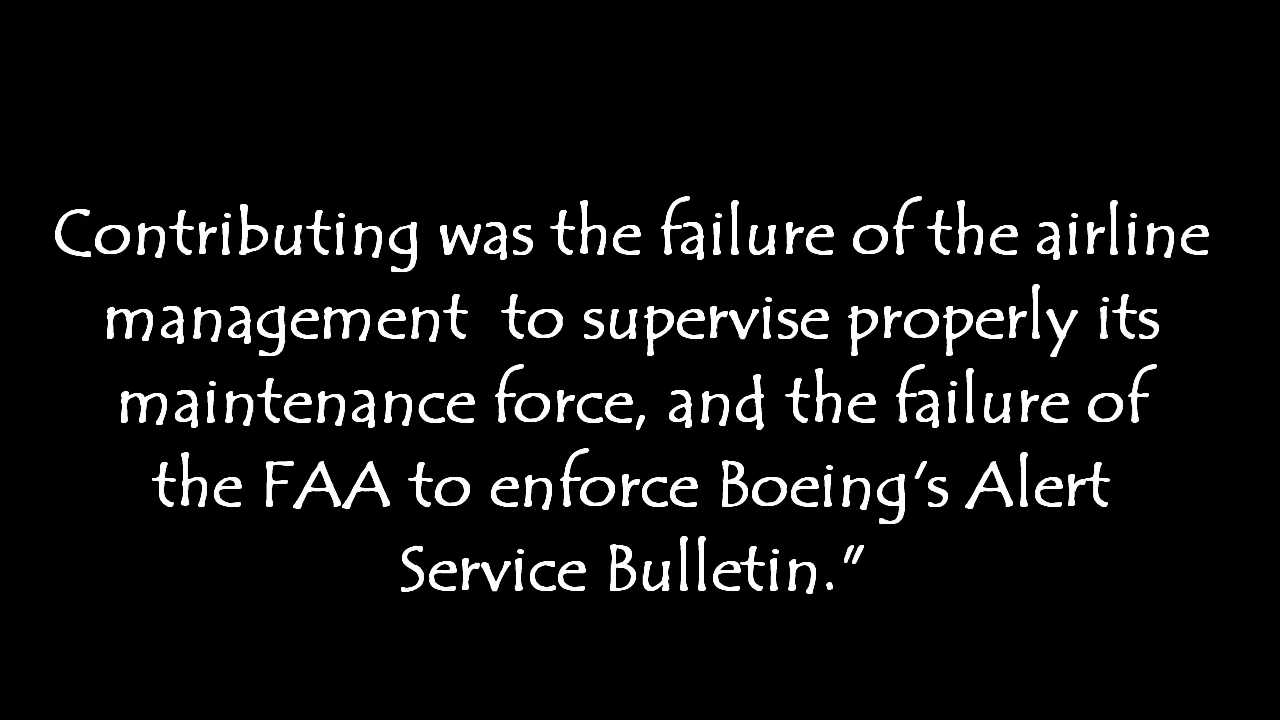 Contributing was the failure of the airline
management  to supervise properly its
maintenance force, and the failure of
the FAA to enforce Boeing's Alert
Service Bulletin."